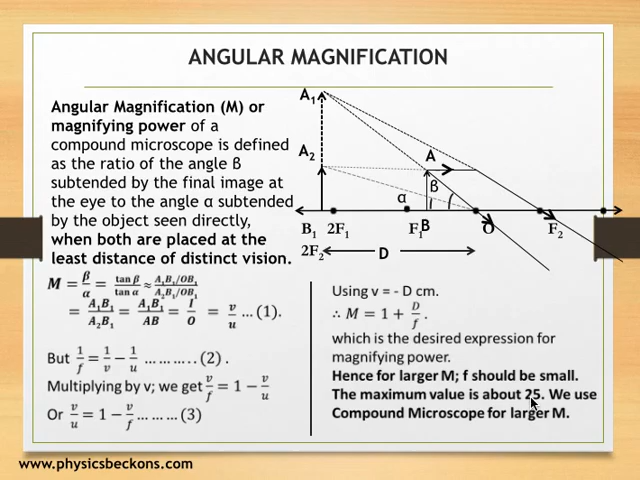 ANGULAR MAGNIFICATION
Angular Magnification (M) or
magnifying power of a
compound microscope is defined
as the ratio of the angle β
subtended by the final image at
the eye to the angle α subtended
by the object seen directly,
when both are placed at the
least distance of distinct vision.
M = β/α = tan β/tan α ≈ A₁B₁/OB₁ / A₂B₁/OB₁
= A₁B₁/A₂B₁ = A₁B₁/AB = I/O = v/u ... (1).
But 1/f = 1/v − 1/u ... ... ... . (2) .
Multiplying by v; we get v/f = 1 − v/u
Or v/u = 1 − v/f ... ... ... (3)
A₁
A₂
A
β
α
B₁ 2F₁ F₁ B O F₂
2F₂
D
Using v = - D cm.
∴ M = 1 + D/f .
which is the desired expression for
magnifying power.
Hence for larger M; f should be small.
The maximum value is about 25. We use
Compound Microscope for larger M.
www.physicsbeckons.com